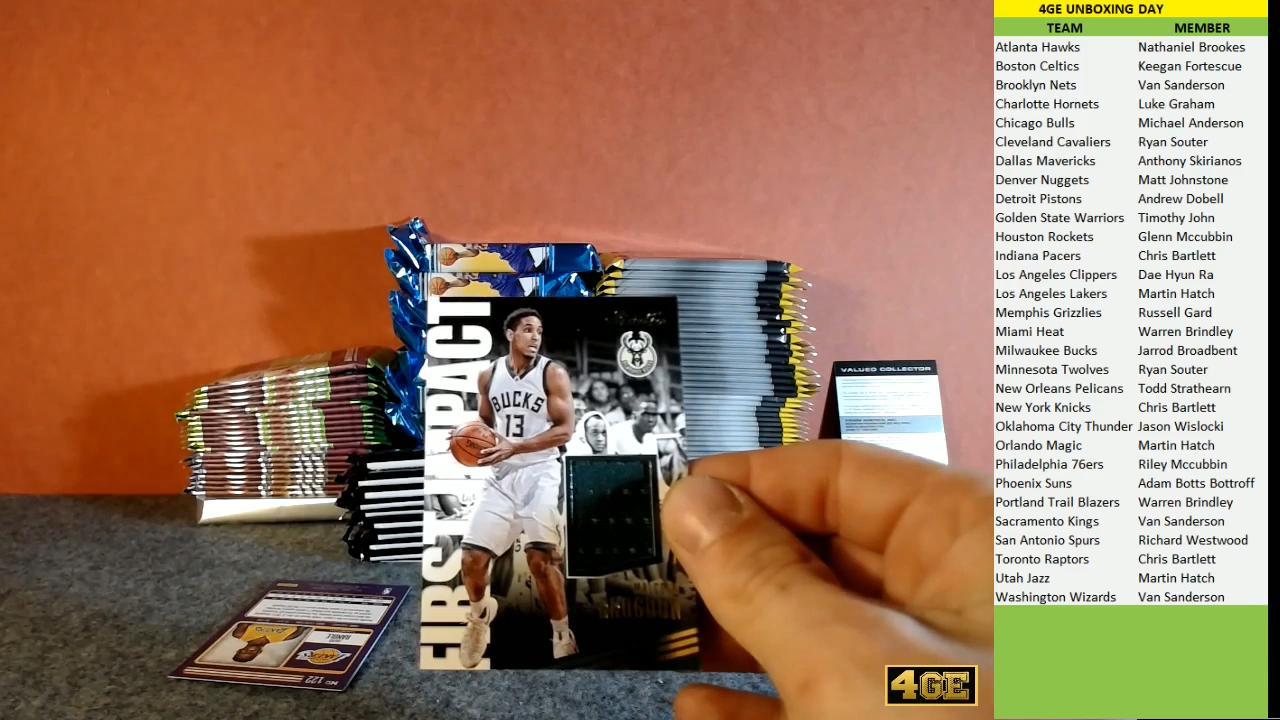 4GE UNBOXING DAY
TEAM MEMBER
Atlanta Hawks Nathaniel Brookes
Boston Celtics Keegan Fortescue
Brooklyn Nets Van Sanderson
Charlotte Hornets Luke Graham
Chicago Bulls Michael Anderson
Cleveland Cavaliers Ryan Souter
Dallas Mavericks Anthony Skirianos
Denver Nuggets Matt Johnstone
Detroit Pistons Andrew Dobell
Golden State Warriors Timothy John
Houston Rockets Glenn Mccubbin
Indiana Pacers Chris Bartlett
Los Angeles Clippers Dae Hyun Ra
Los Angeles Lakers Martin Hatch
Memphis Grizzlies Russell Gard
Miami Heat Warren Brindley
Milwaukee Bucks Jarrod Broadbent
Minnesota Twolves Ryan Souter
New Orleans Pelicans Todd Strathearn
New York Knicks Chris Bartlett
Oklahoma City Thunder Jason Wislocki
Orlando Magic Martin Hatch
Philadelphia 76ers Riley Mccubbin
Phoenix Suns Adam Botts Bottroff
Portland Trail Blazers Warren Brindley
Sacramento Kings Van Sanderson
San Antonio Spurs Richard Westwood
Toronto Raptors Chris Bartlett
Utah Jazz Martin Hatch
Washington Wizards Van Sanderson
FIRST IMPACT
BUCKS
13
VALUED COLLECTOR
RANDLE
LAKERS
NO. 122
4GE